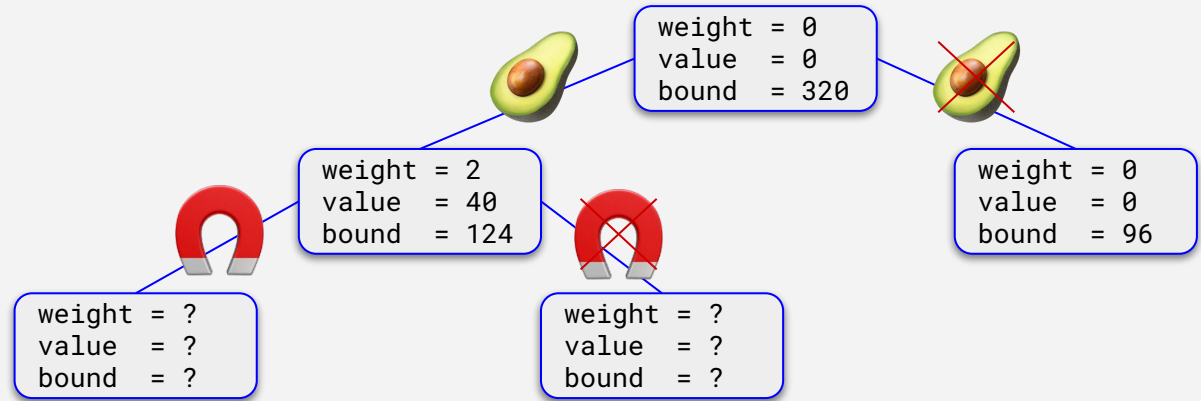 weight = 0
value  = 0
bound  = 320
weight = 2
value  = 40
bound  = 124
weight = 0
value  = 0
bound  = 96
weight = ?
value  = ?
bound  = ?
weight = ?
value  = ?
bound  = ?